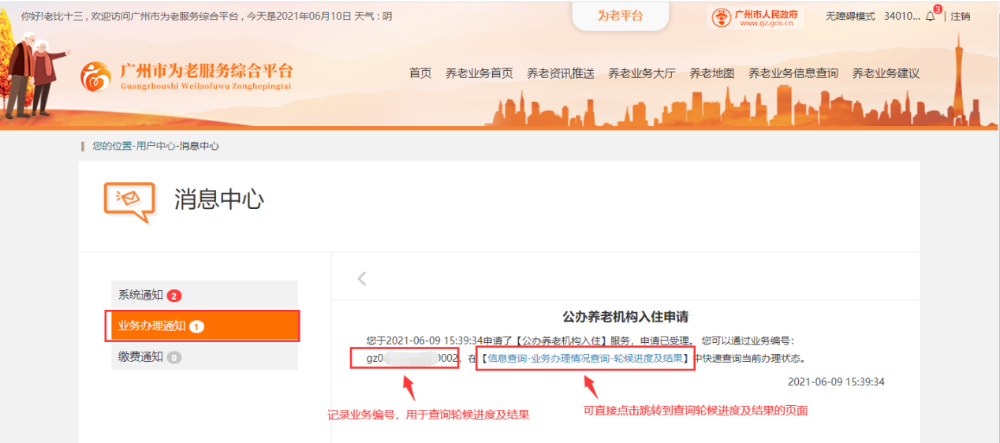 你好!老比十三 , 欢迎访问广州市为老服务综合平台 , 今天是2021年06月10日 天气 : 阴
为老平台
广州市人民政府
www.gz.gov.cn
无障碍模式 34010... 3 | 注销
广州市为老服务综合平台
Guangzhoushi Weilaofuwu Zonghepingtai
首页 养老业务首页 养老资讯推送 养老业务大厅 养老地图 养老业务信息查询 养老业务建议
您的位置-用户中心-消息中心
消息中心
系统通知 2
业务办理通知 1
缴费通知 0
公办养老机构入住申请
您于2021-06-09 15:39:34申请了【公办养老机构入住】服务，申请已受理。 您可以通过业务编号：
gz0 0002，在【信息查询-业务办理情况查询-轮候进度及结果】中快速查询当前办理状态。
2021-06-09 15:39:34
记录业务编号，用于查询轮候进度及结果
可直接点击跳转到查询轮候进度及结果的页面